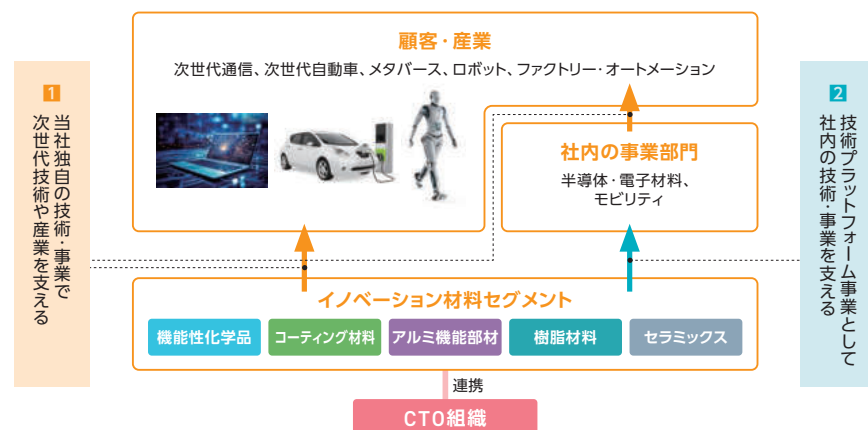 顧客・産業
次世代通信、次世代自動車、メタバース、ロボット、ファクトリー・オートメーション
1
当社独自の技術・事業で
次世代技術や産業を支える
2
技術プラットフォーム事業として
社内の技術・事業を支える
社内の事業部門
半導体・電子材料、
モビリティ
イノベーション材料セグメント
機能性化学品
コーティング材料
アルミ機能部材
樹脂材料
セラミックス
連携
CTO組織